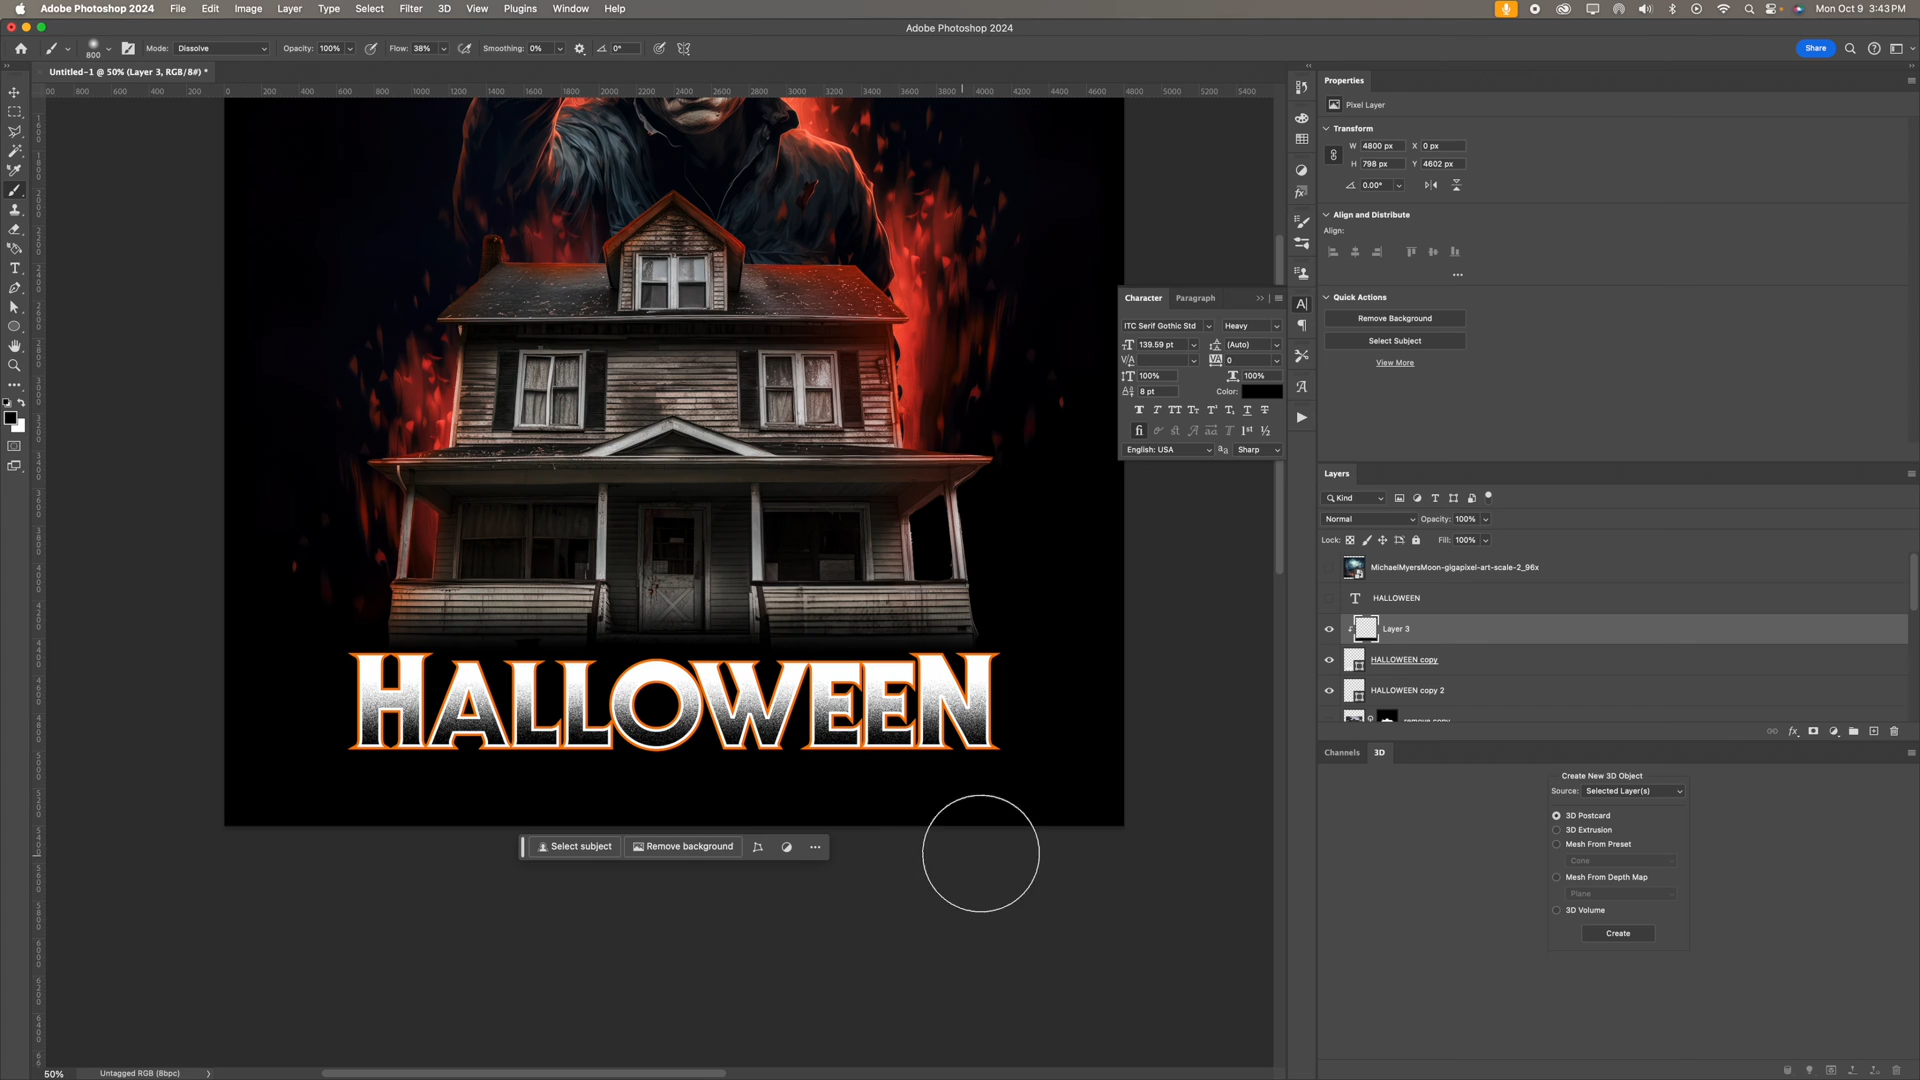 Adobe Photoshop 2024 File Edit Image Layer Type Select Filter 3D View Plugins Window Help Mon Oct 9 3:43 PM
Adobe Photoshop 2024
800 Mode: Dissolve Opacity: 100% Flow: 38% Smoothing: 0% 0° Share
Untitled-1 @ 50% (Layer 3, RGB/8#) *
Properties
Pixel Layer
Transform
W 4800 px X 0 px
H 798 px Y 4602 px
0.00°
Align and Distribute
Align:
Quick Actions
Remove Background
Select Subject
View More
Character Paragraph
ITC Serif Gothic Std Heavy
139.59 pt (Auto)
0
100% 100%
8 pt Color:
English: USA Sharp
Layers
Kind
Normal Opacity: 100%
Lock: Fill: 100%
MichaelMyersMoon-gigapixel-art-scale-2_96x
HALLOWEEN
Layer 3
HALLOWEEN copy
HALLOWEEN copy 2
remove copy
HALLOWEEN
Select subject Remove background
Channels 3D
Create New 3D Object
Source: Selected Layer(s)
3D Postcard
3D Extrusion
Mesh From Preset
Cone
Mesh From Depth Map
Plane
3D Volume
Create
50% Untagged RGB (8bpc)